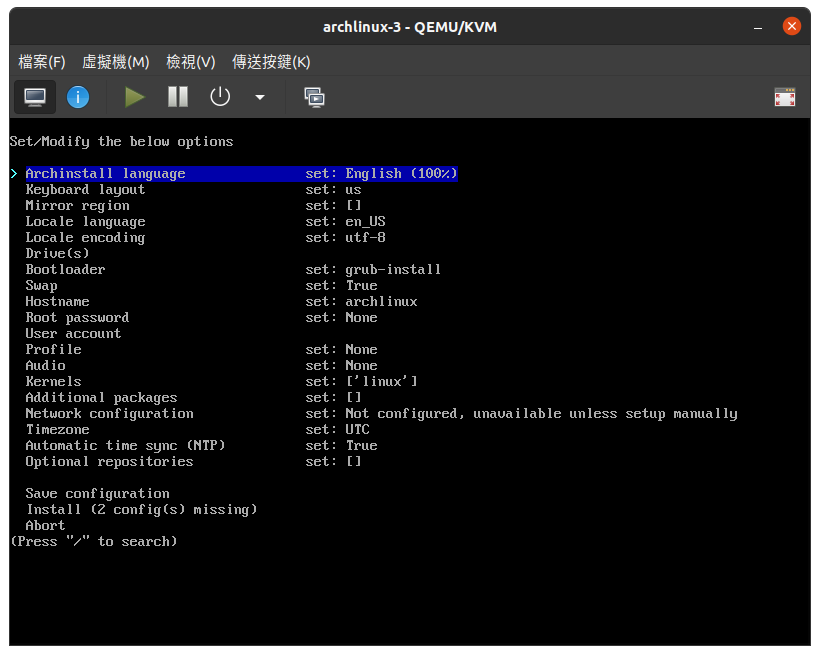 archlinux-3 - QEMU/KVM
檔案(F) 虛擬機(M) 檢視(V) 傳送按鍵(K)
Set/Modify the below options
> Archinstall language set: English (100%)
Keyboard layout set: us
Mirror region set: []
Locale language set: en_US
Locale encoding set: utf-8
Drive(s)
Bootloader set: grub-install
Swap set: True
Hostname set: archlinux
Root password set: None
User account
Profile set: None
Audio set: None
Kernels set: ['linux']
Additional packages set: []
Network configuration set: Not configured, unavailable unless setup manually
Timezone set: UTC
Automatic time sync (NTP) set: True
Optional repositories set: []
Save configuration
Install (2 config(s) missing)
Abort
(Press "/" to search)